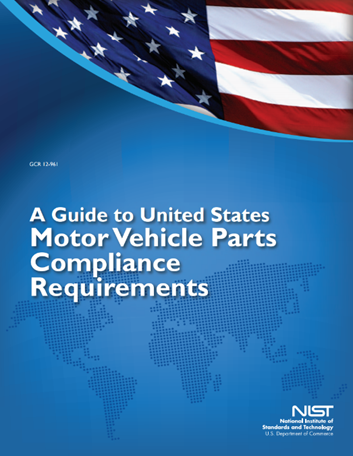 GCR 13-961
A Guide to United States
Motor Vehicle Parts
Compliance
Requirements
NIST
National Institute of
Standards and Technology
U.S. Department of Commerce